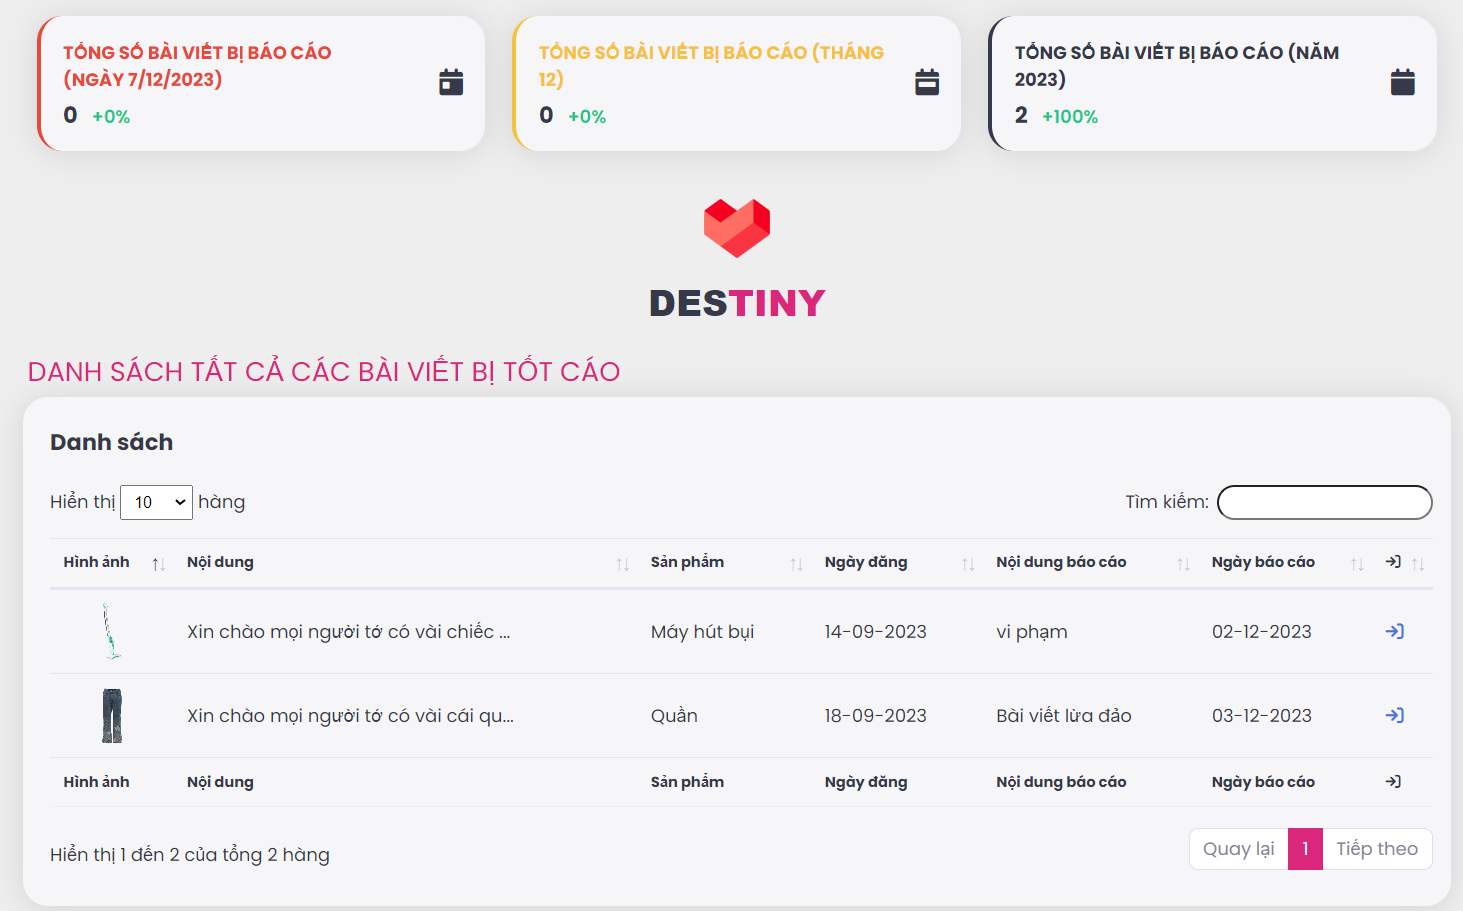 TỔNG SỐ BÀI VIẾT BỊ BÁO CÁO
(NGÀY 7/12/2023)
0 +0%
TỔNG SỐ BÀI VIẾT BỊ BÁO CÁO (THÁNG
12)
0 +0%
TỔNG SỐ BÀI VIẾT BỊ BÁO CÁO (NĂM
2023)
2 +100%
DESTINY
DANH SÁCH TẤT CẢ CÁC BÀI VIẾT BỊ TỐT CÁO
Danh sách
Hiển thị 10 hàng
Tìm kiếm:
Hình ảnh Nội dung Sản phẩm Ngày đăng Nội dung báo cáo Ngày báo cáo
Xin chào mọi người tớ có vài chiếc ... Máy hút bụi 14-09-2023 vi phạm 02-12-2023
Xin chào mọi người tớ có vài cái qu... Quần 18-09-2023 Bài viết lừa đảo 03-12-2023
Hình ảnh Nội dung Sản phẩm Ngày đăng Nội dung báo cáo Ngày báo cáo
Hiển thị 1 đến 2 của tổng 2 hàng
Quay lại 1 Tiếp theo